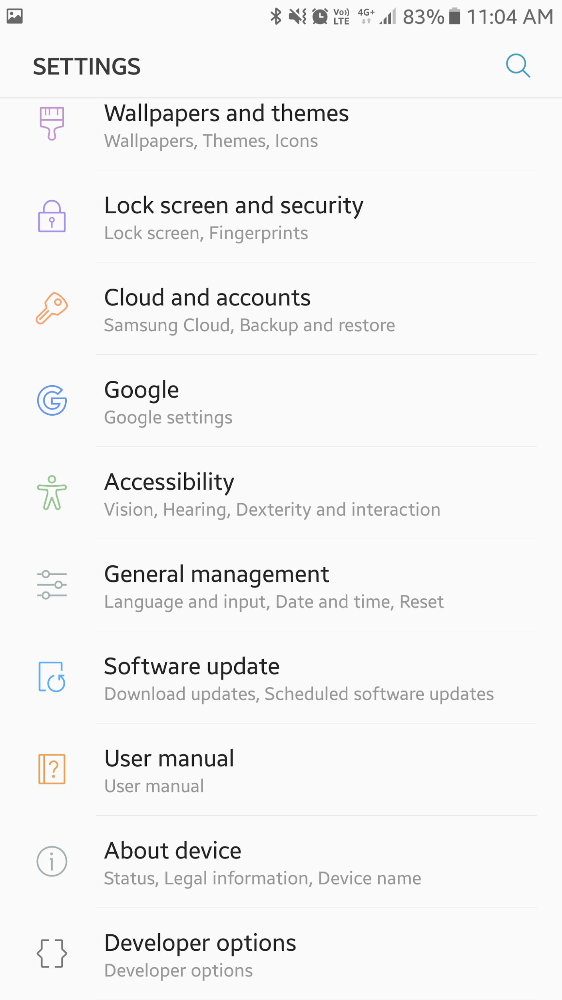 Vo)) LTE 4G+ 83% 11:04 AM
SETTINGS
Wallpapers and themes
Wallpapers, Themes, Icons
Lock screen and security
Lock screen, Fingerprints
Cloud and accounts
Samsung Cloud, Backup and restore
Google
Google settings
Accessibility
Vision, Hearing, Dexterity and interaction
General management
Language and input, Date and time, Reset
Software update
Download updates, Scheduled software updates
User manual
User manual
About device
Status, Legal information, Device name
Developer options
Developer options